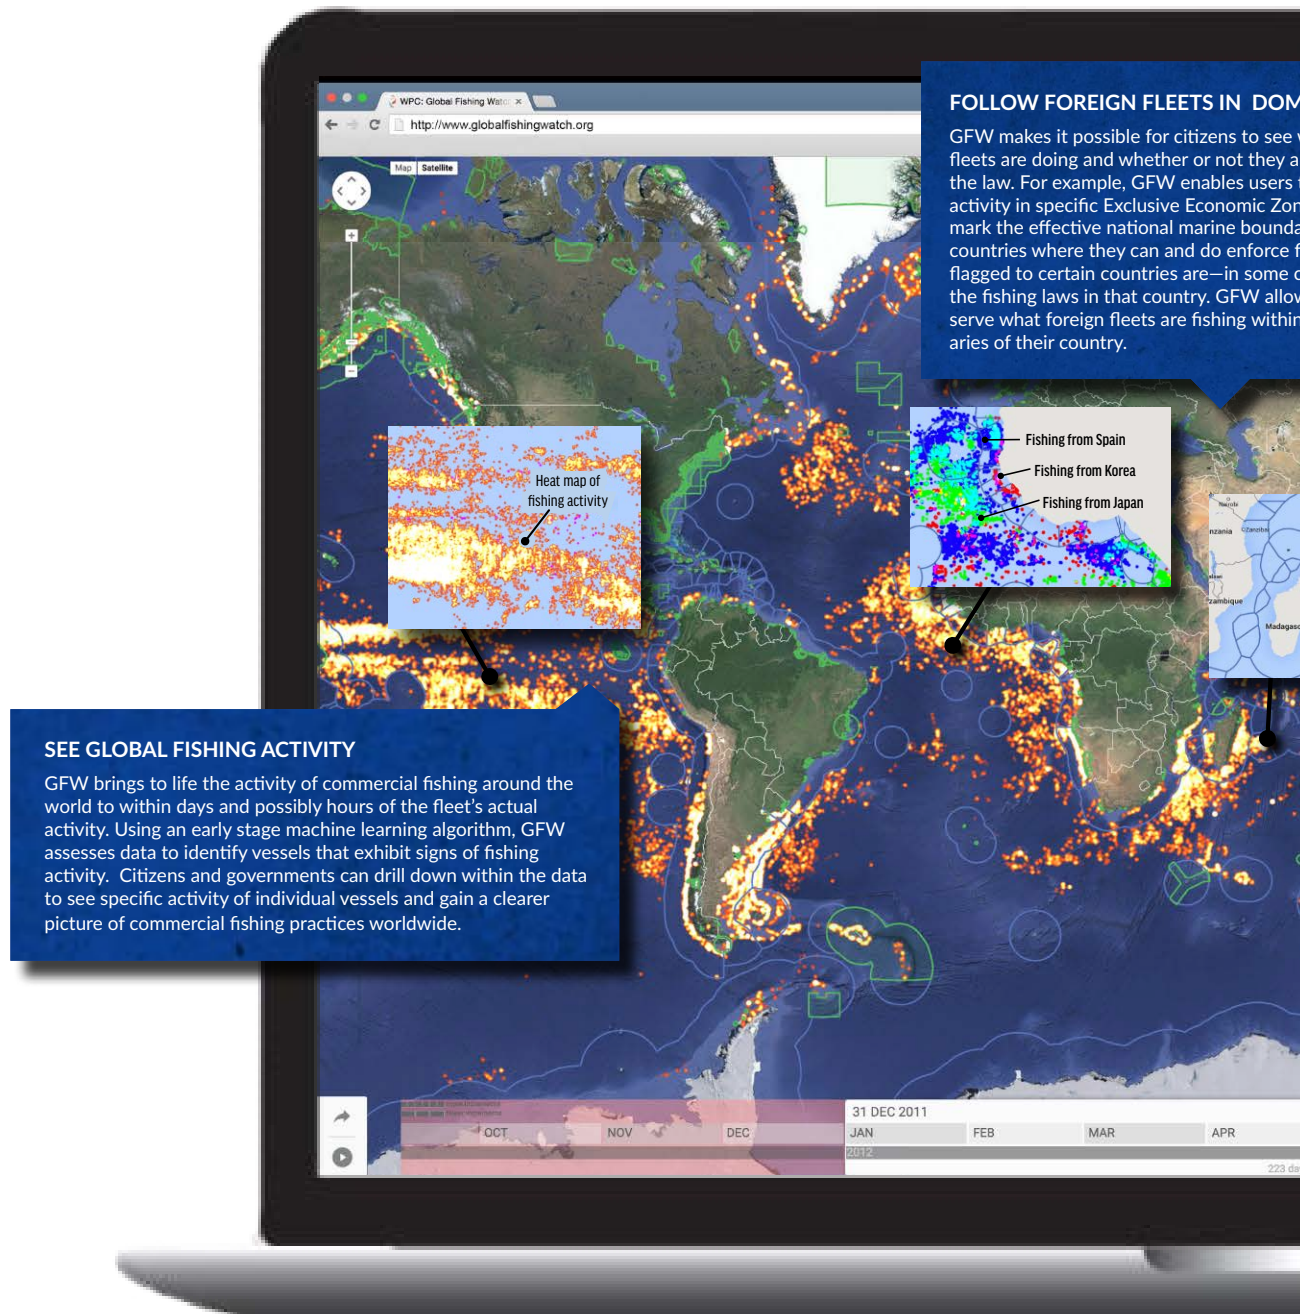 WPC: Global Fishing Watc
http://www.globalfishingwatch.org
Map Satellite
FOLLOW FOREIGN FLEETS IN DOM
GFW makes it possible for citizens to see
fleets are doing and whether or not they a
the law. For example, GFW enables users
activity in specific Exclusive Economic Zon
mark the effective national marine bounda
countries where they can and do enforce f
flagged to certain countries are—in some c
the fishing laws in that country. GFW allow
serve what foreign fleets are fishing within
aries of their country.
Fishing from Spain
Fishing from Korea
Fishing from Japan
Heat map of
fishing activity
Nairobi
nzania
Zanziba
zambique
Madagasc
SEE GLOBAL FISHING ACTIVITY
GFW brings to life the activity of commercial fishing around the
world to within days and possibly hours of the fleet's actual
activity. Using an early stage machine learning algorithm, GFW
assesses data to identify vessels that exhibit signs of fishing
activity. Citizens and governments can drill down within the data
to see specific activity of individual vessels and gain a clearer
picture of commercial fishing practices worldwide.
31 DEC 2011
OCT NOV DEC JAN FEB MAR APR
2012
223 da